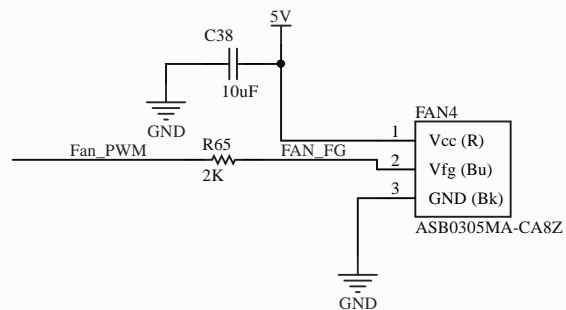 5V
C38
10uF
GND
FAN4
1
Vcc (R)
Fan_PWM
R65
2K
FAN_FG
2
Vfg (Bu)
3
GND (Bk)
ASB0305MA-CA8Z
GND